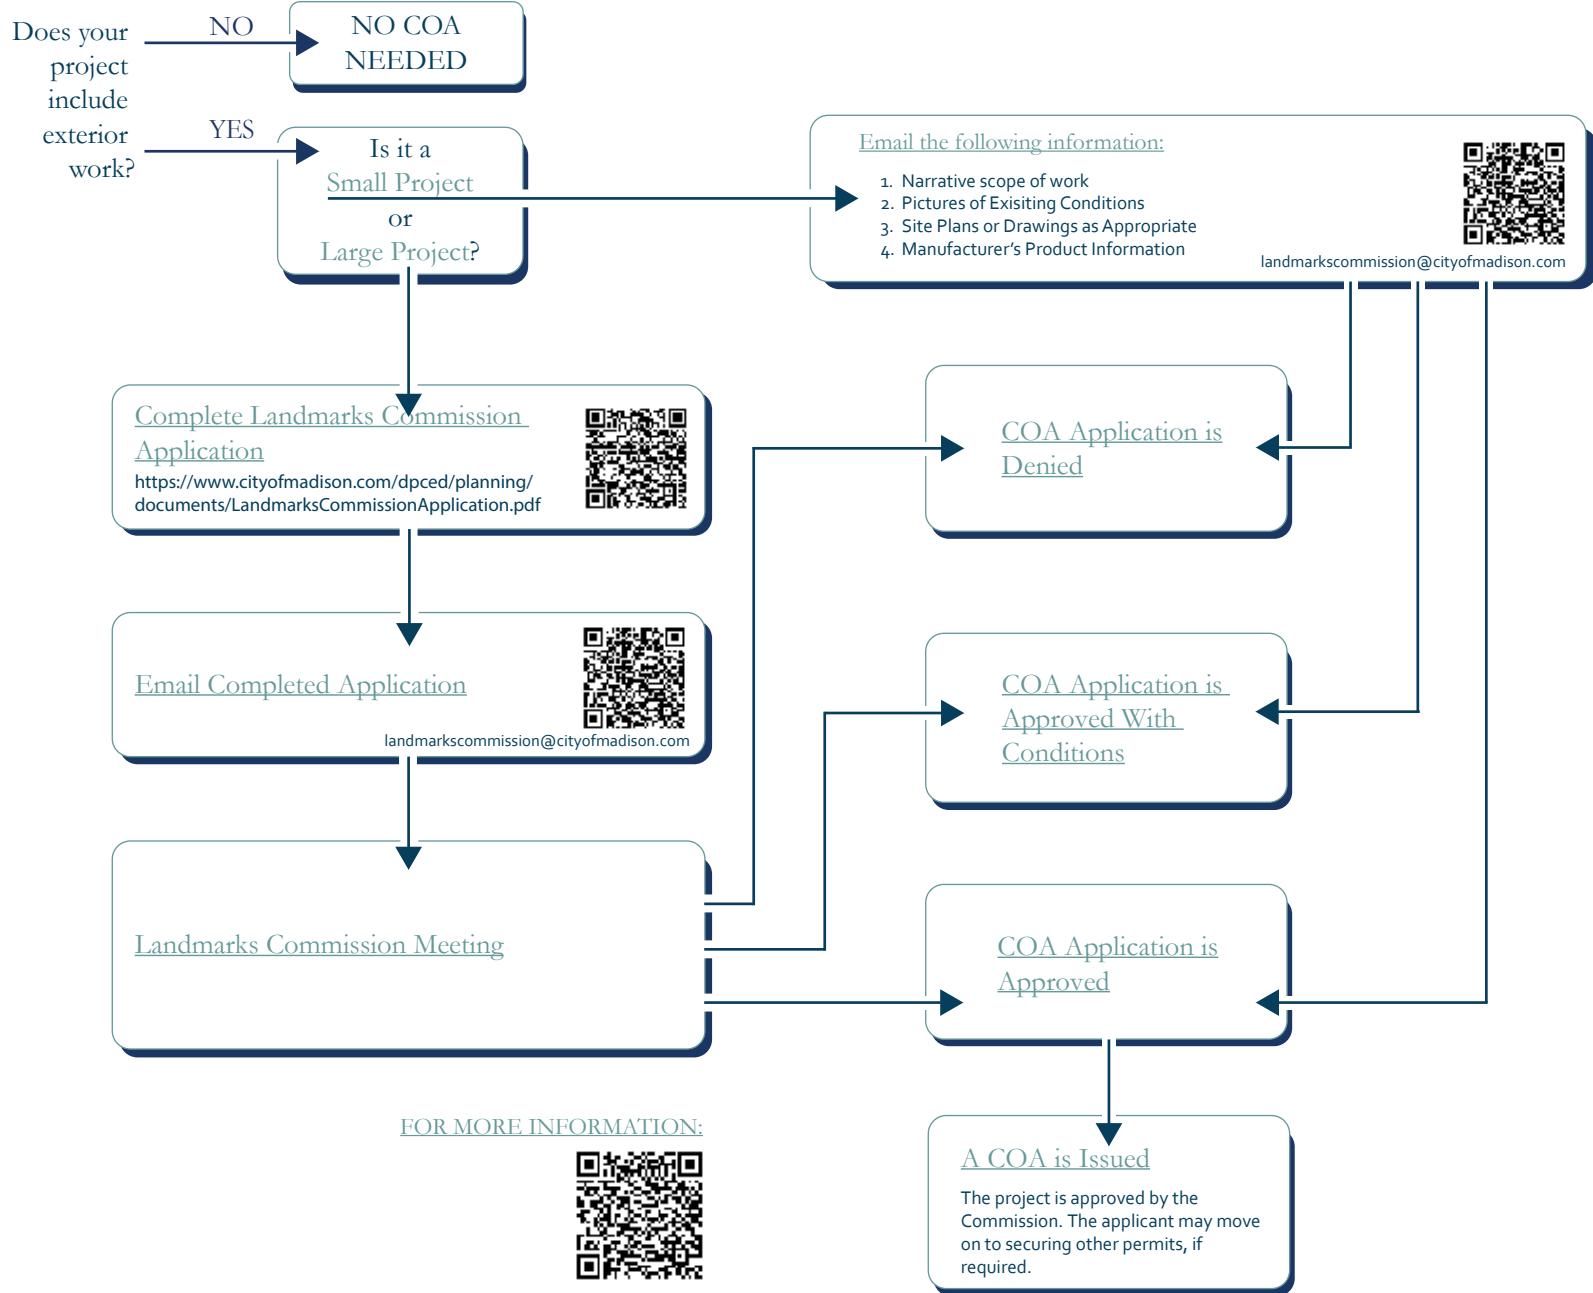 Does your
project
include
exterior
work?
NO
NO COA
NEEDED
YES
Is it a
Small Project
or
Large Project?
Email the following information:
1. Narrative scope of work
2. Pictures of Exisiting Conditions
3. Site Plans or Drawings as Appropriate
4. Manufacturer's Product Information
landmarkscommission@cityofmadison.com
Complete Landmarks Commission
Application
https://www.cityofmadison.com/dpced/planning/
documents/LandmarksCommissionApplication.pdf
COA Application is
Denied
Email Completed Application
landmarkscommission@cityofmadison.com
COA Application is
Approved With
Conditions
Landmarks Commission Meeting
COA Application is
Approved
FOR MORE INFORMATION:
A COA is Issued
The project is approved by the
Commission. The applicant may move
on to securing other permits, if
required.